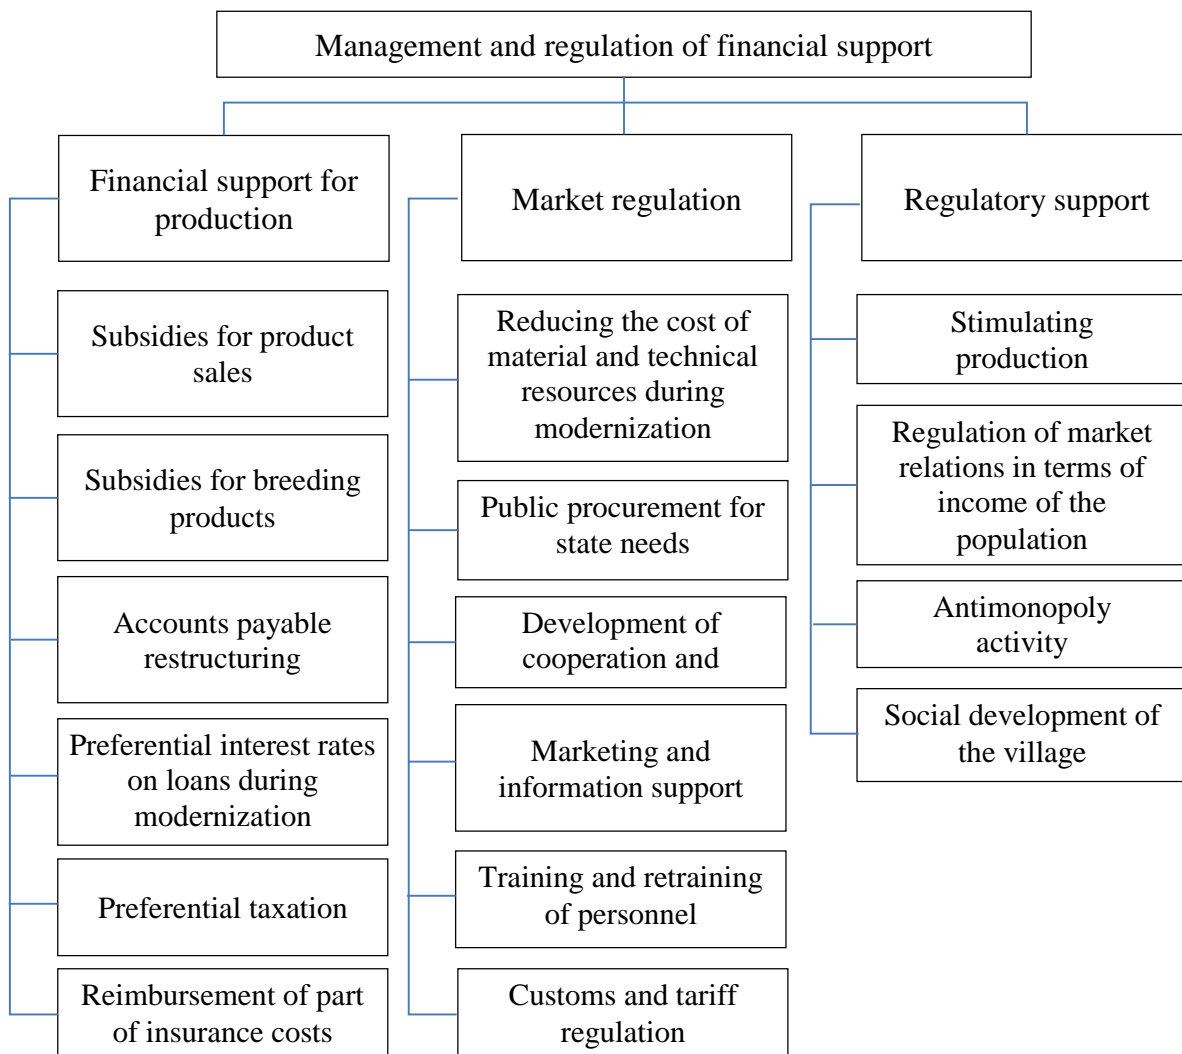 Management and regulation of financial support
Financial support for
production
Subsidies for product
sales
Subsidies for breeding
products
Accounts payable
restructuring
Preferential interest rates
on loans during
modernization
Preferential taxation
Reimbursement of part
of insurance costs
Market regulation
Reducing the cost of
material and technical
resources during
modernization
Public procurement for
state needs
Development of
cooperation and
Marketing and
information support
Training and retraining
of personnel
Customs and tariff
regulation
Regulatory support
Stimulating
production
Regulation of market
relations in terms of
income of the
population
Antimonopoly
activity
Social development of
the village